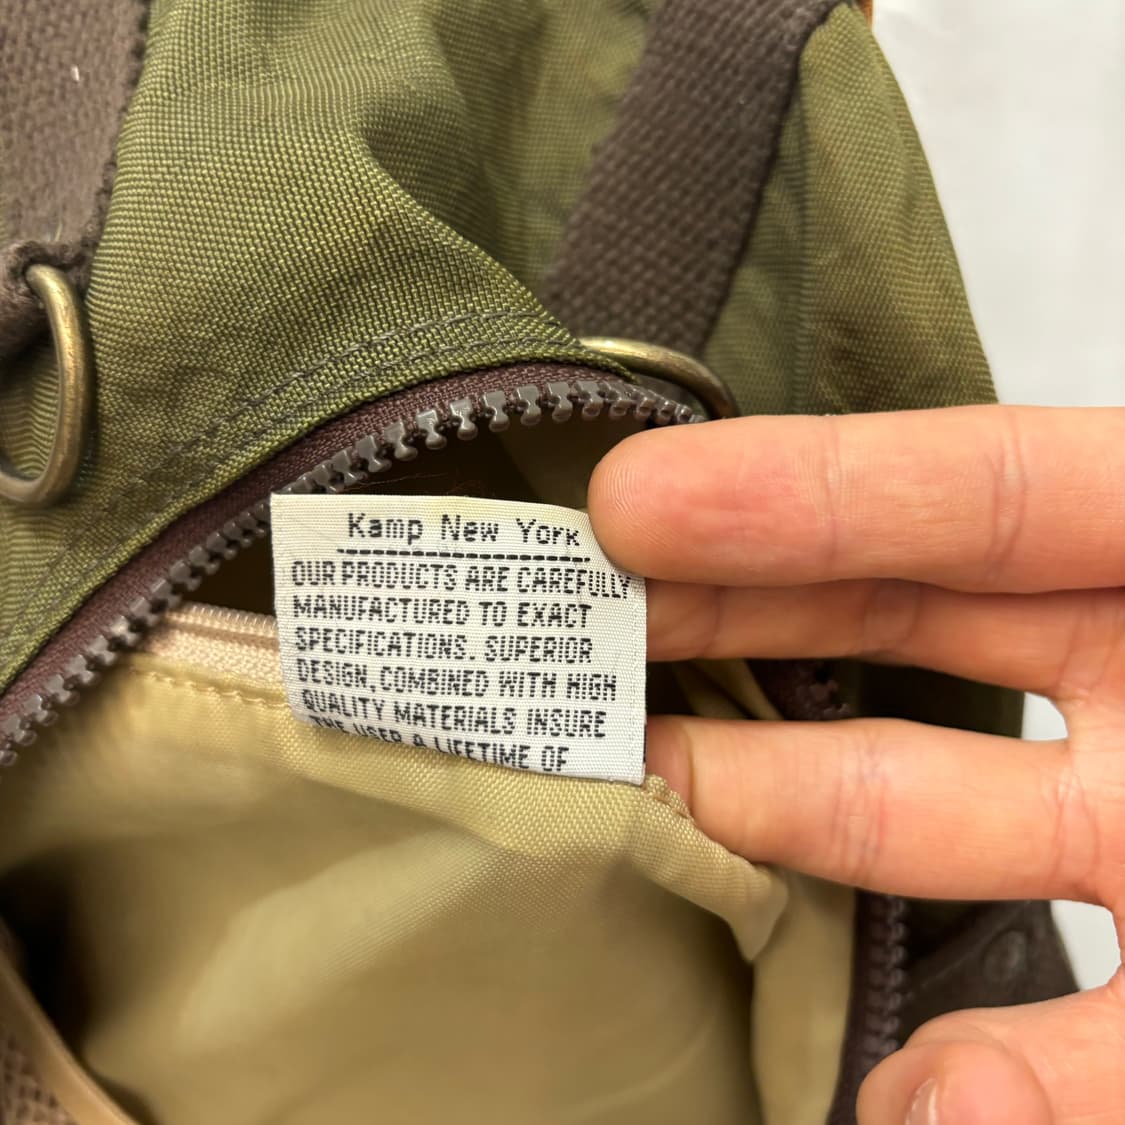 Kamp New York
OUR PRODUCTS ARE CAREFULLY
MANUFACTURED TO EXACT
SPECIFICATIONS. SUPERIOR
DESIGN, COMBINED WITH HIGH
QUALITY MATERIALS INSURE
THE USER A LIFETIME OF